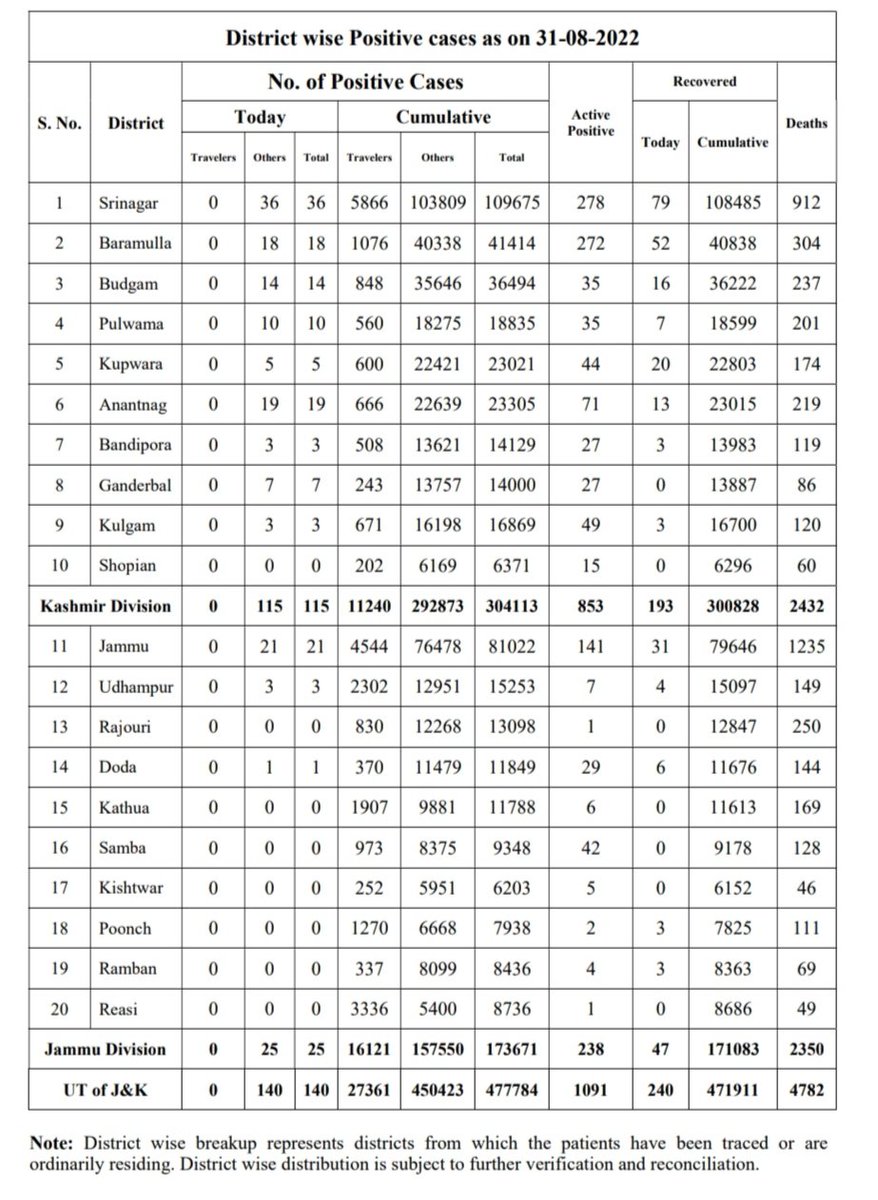 District wise Positive cases as on 31-08-2022
S. No. District No. of Positive Cases Active Positive Recovered Deaths
Today Cumulative Today Cumulative
Travelers Others Total Travelers Others Total
1 Srinagar 0 36 36 5866 103809 109675 278 79 108485 912
2 Baramulla 0 18 18 1076 40338 41414 272 52 40838 304
3 Budgam 0 14 14 848 35646 36494 35 16 36222 237
4 Pulwama 0 10 10 560 18275 18835 35 7 18599 201
5 Kupwara 0 5 5 600 22421 23021 44 20 22803 174
6 Anantnag 0 19 19 666 22639 23305 71 13 23015 219
7 Bandipora 0 3 3 508 13621 14129 27 3 13983 119
8 Ganderbal 0 7 7 243 13757 14000 27 0 13887 86
9 Kulgam 0 3 3 671 16198 16869 49 3 16700 120
10 Shopian 0 0 0 202 6169 6371 15 0 6296 60
Kashmir Division 0 115 115 11240 292873 304113 853 193 300828 2432
11 Jammu 0 21 21 4544 76478 81022 141 31 79646 1235
12 Udhampur 0 3 3 2302 12951 15253 7 4 15097 149
13 Rajouri 0 0 0 830 12268 13098 1 0 12847 250
14 Doda 0 1 1 370 11479 11849 29 6 11676 144
15 Kathua 0 0 0 1907 9881 11788 6 0 11613 169
16 Samba 0 0 0 973 8375 9348 42 0 9178 128
17 Kishtwar 0 0 0 252 5951 6203 5 0 6152 46
18 Poonch 0 0 0 1270 6668 7938 2 3 7825 111
19 Ramban 0 0 0 337 8099 8436 4 3 8363 69
20 Reasi 0 0 0 3336 5400 8736 1 0 8686 49
Jammu Division 0 25 25 16121 157550 173671 238 47 171083 2350
UT of J&K 0 140 140 27361 450423 477784 1091 240 471911 4782
Note: District wise breakup represents districts from which the patients have been traced or are
ordinarily residing. District wise distribution is subject to further verification and reconciliation.